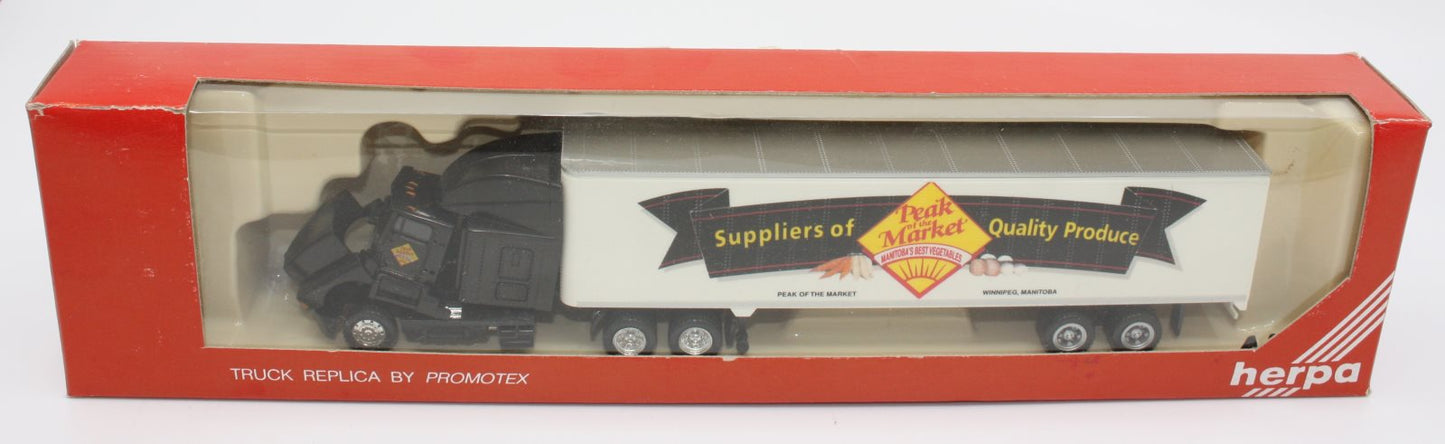 Suppliers of Peak of the Market Quality Produce
MANITOBA'S BEST VEGETABLES
PEAK OF THE MARKET WINNIPEG, MANITOBA
TRUCK REPLICA BY PROMOTEX
herpa